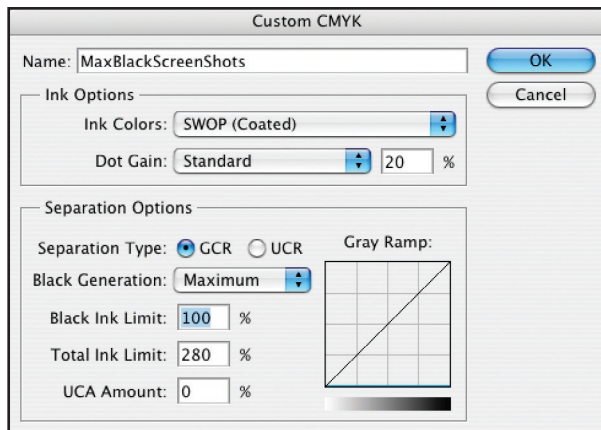 Custom CMYK
Name: MaxBlackScreenShots
OK
Cancel
Ink Options
Ink Colors: SWOP (Coated)
Dot Gain: Standard 20 %
Separation Options
Separation Type: GCR UCR
Gray Ramp:
Black Generation: Maximum
Black Ink Limit: 100 %
Total Ink Limit: 280 %
UCA Amount: 0 %